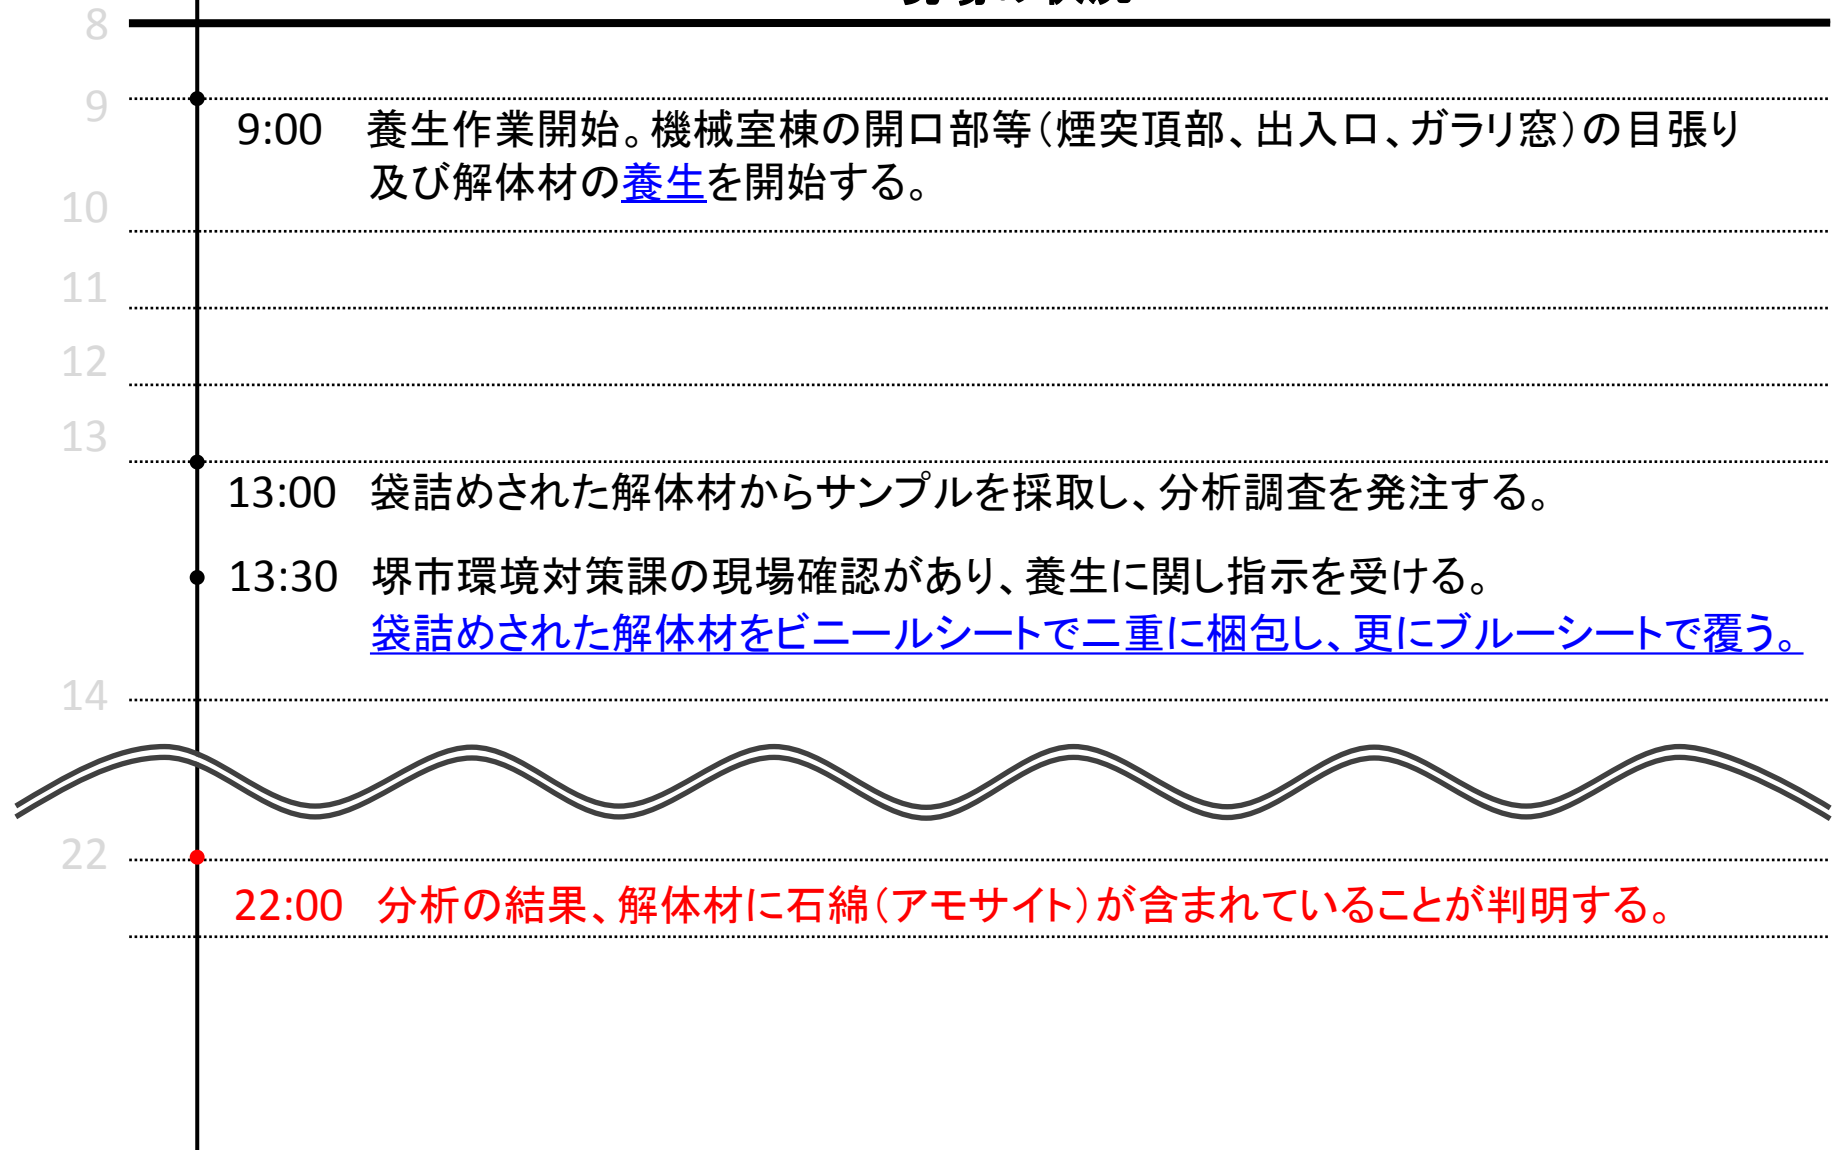 8
9
9:00 養生作業開始。機械室棟の開口部等(煙突頂部、出入口、ガラリ窓)の目張り
及び解体材の養生を開始する。
10
11
12
13
13:00 袋詰めされた解体材からサンプルを採取し、分析調査を発注する。
13:30 堺市環境対策課の現場確認があり、養生に関し指示を受ける。
袋詰めされた解体材をビニールシートで二重に梱包し、更にブルーシートで覆う。
14
22
22:00 分析の結果、解体材に石綿(アモサイト)が含まれていることが判明する。